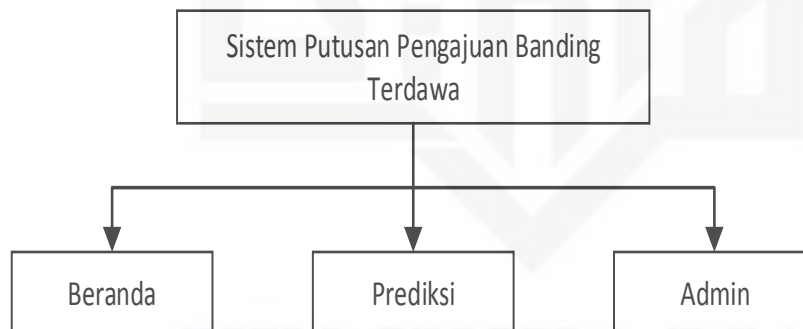 Sistem Putusan Pengajuan Banding
Terdawa
Beranda
Prediksi
Admin